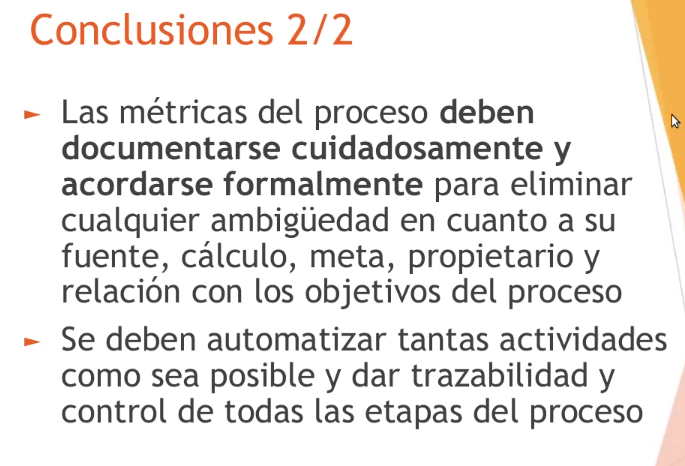 Conclusiones 2/2
► Las métricas del proceso deben
documentarse cuidadosamente y
acordarse formalmente para eliminar
cualquier ambigüedad en cuanto a su
fuente, cálculo, meta, propietario y
relación con los objetivos del proceso
► Se deben automatizar tantas actividades
como sea posible y dar trazabilidad y
control de todas las etapas del proceso